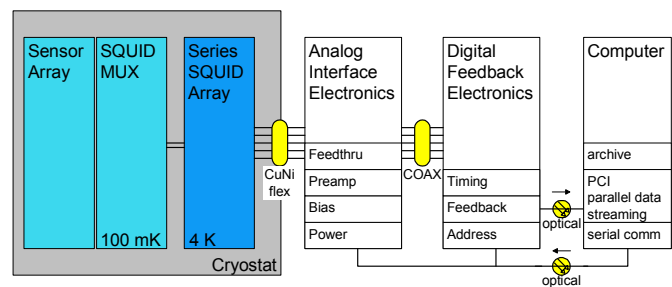 Sensor
Array
SQUID
MUX
100 mK
Series
SQUID
Array
4 K
Cryostat
CuNi
flex
Analog
Interface
Electronics
Feedthru
Preamp
Bias
Power
COAX
Digital
Feedback
Electronics
Timing
Feedback
Address
optical
optical
Computer
archive
PCI
parallel data
streaming
serial comm